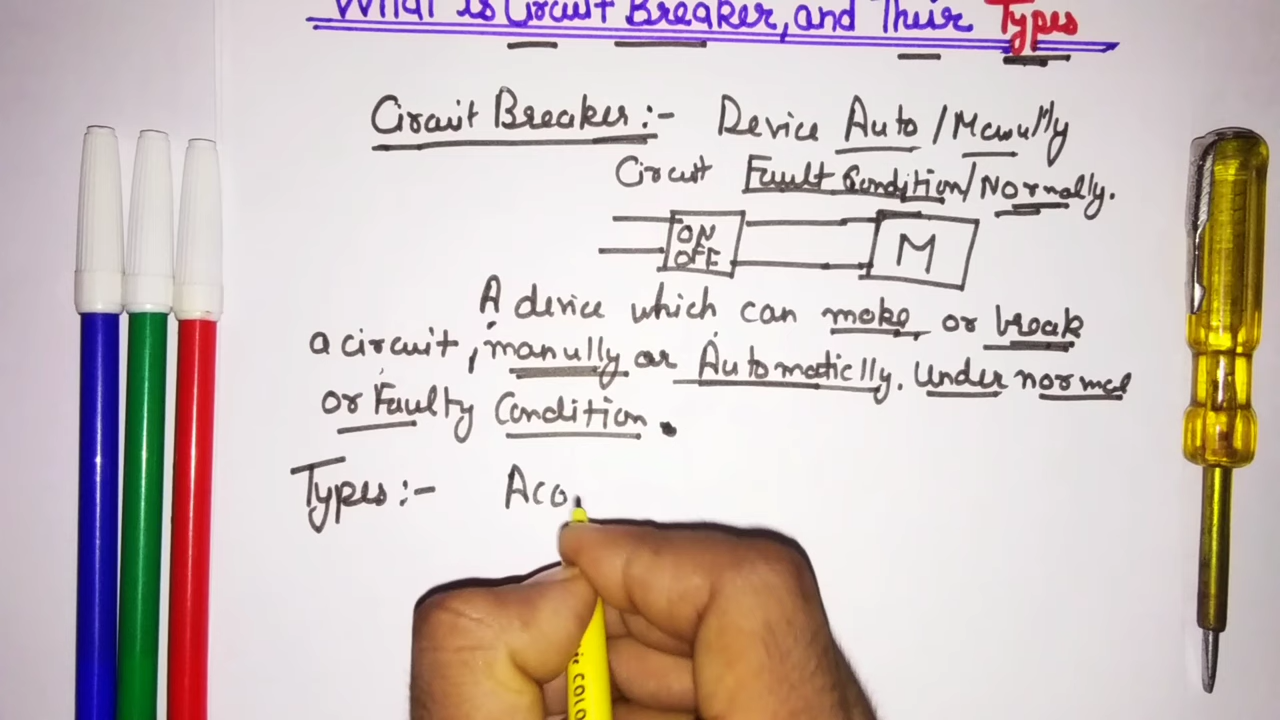 What is Circuit Breaker, and Their Types
Circuit Breaker :- Device Auto / Manully
Circuit Fault Condition / Normally.
ON
OFF
M
A device which can make or break
a circuit, manully or Automaticlly. Under normal
or Faulty Condition.
Types :- Aco